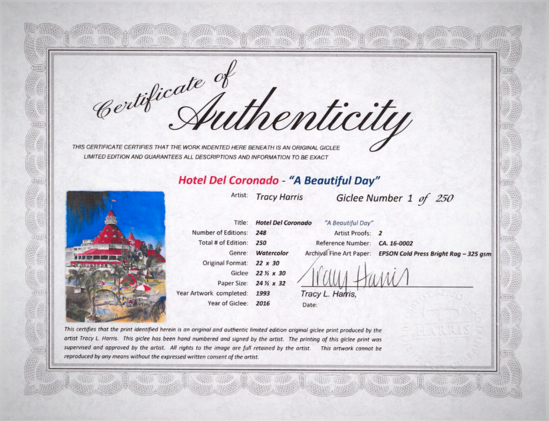 Certificate of
Authenticity
THIS CERTIFICATE CERTIFIES THAT THE WORK INDENTED HERE BENEATH IS AN ORIGINAL GICLEE
LIMITED EDITION AND GUARANTEES ALL DESCRIPTIONS AND INFORMATION TO BE EXACT
Hotel Del Coronado - “A Beautiful Day”
Artist: Tracy Harris Giclee Number 1 of 250
Title: Hotel Del Coronado “A Beautiful Day”
Number of Editions: 248 Artist Proofs: 2
Total # of Edition: 250 Reference Number: CA. 16-0002
Genre: Watercolor Archival Fine Art Paper: EPSON Cold Press Bright Rag – 325 gsm
Original Format: 22 x 30
Giclee 22 ½ x 30
Tracy Harris
Paper Size: 24 ½ x 32
Year Artwork completed: 1993 Tracy L. Harris,
Year of Giclee: 2016 Date:
This certifies that the print identified herein is an original and authentic limited edition original giclee print produced by the
artist Tracy L. Harris. This giclee has been hand numbered and signed by the artist. The printing of this giclee print was
supervised and approved by the artist. All rights to the image are full retained by the artist. This artwork cannot be
reproduced by any means without the expressed written consent of the artist.